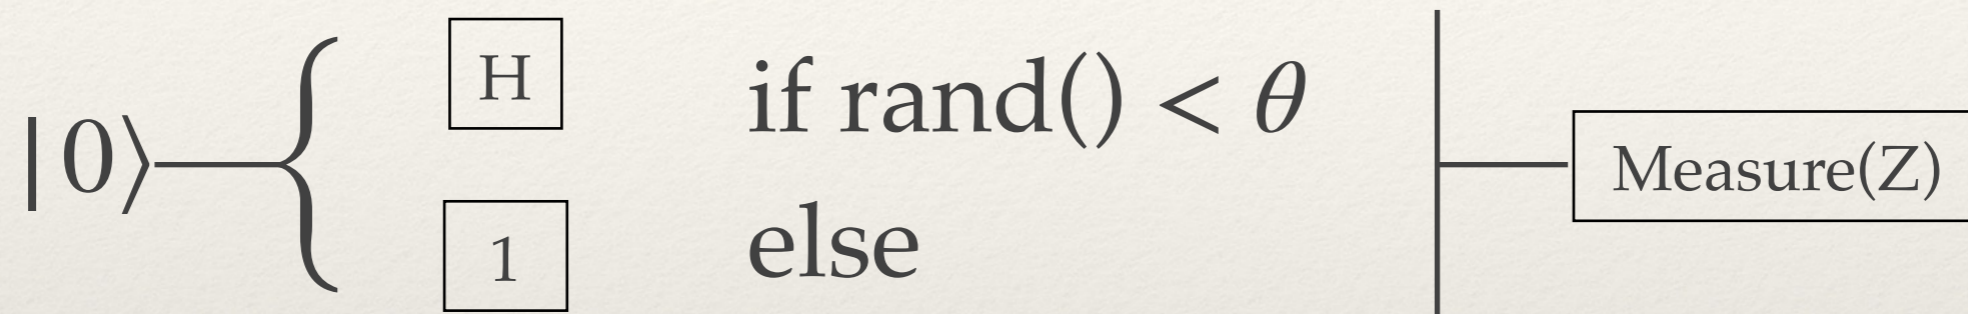 H if rand() < θ
|0⟩ Measure(Z)
1 else